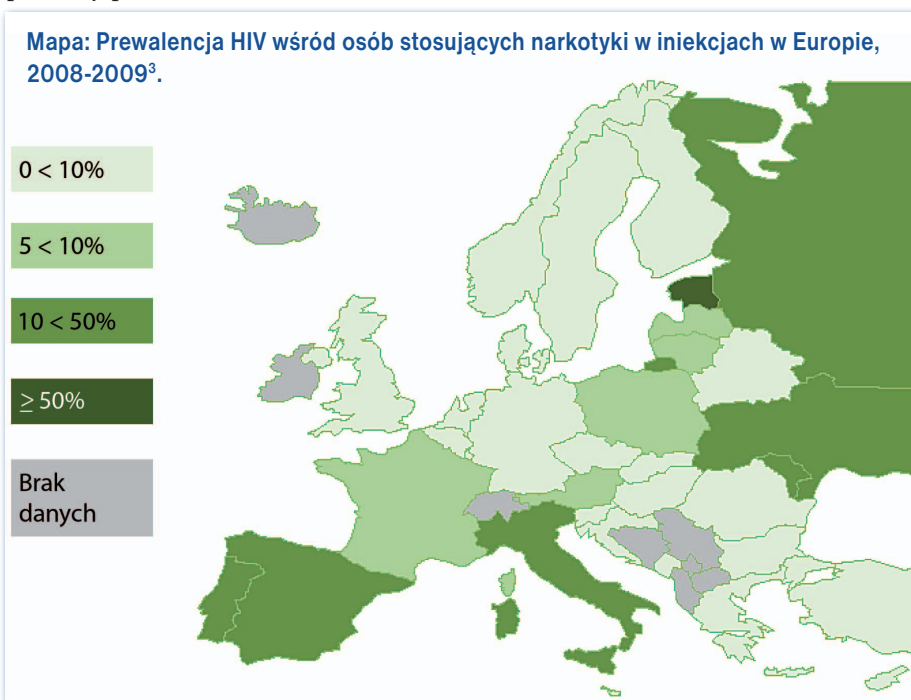 Mapa: Prewalencja HIV wśród osób stosujących narkotyki w iniekcjach w Europie,
2008-2009³.
0 < 10%
5 < 10%
10 < 50%
≥ 50%
Brak
danych